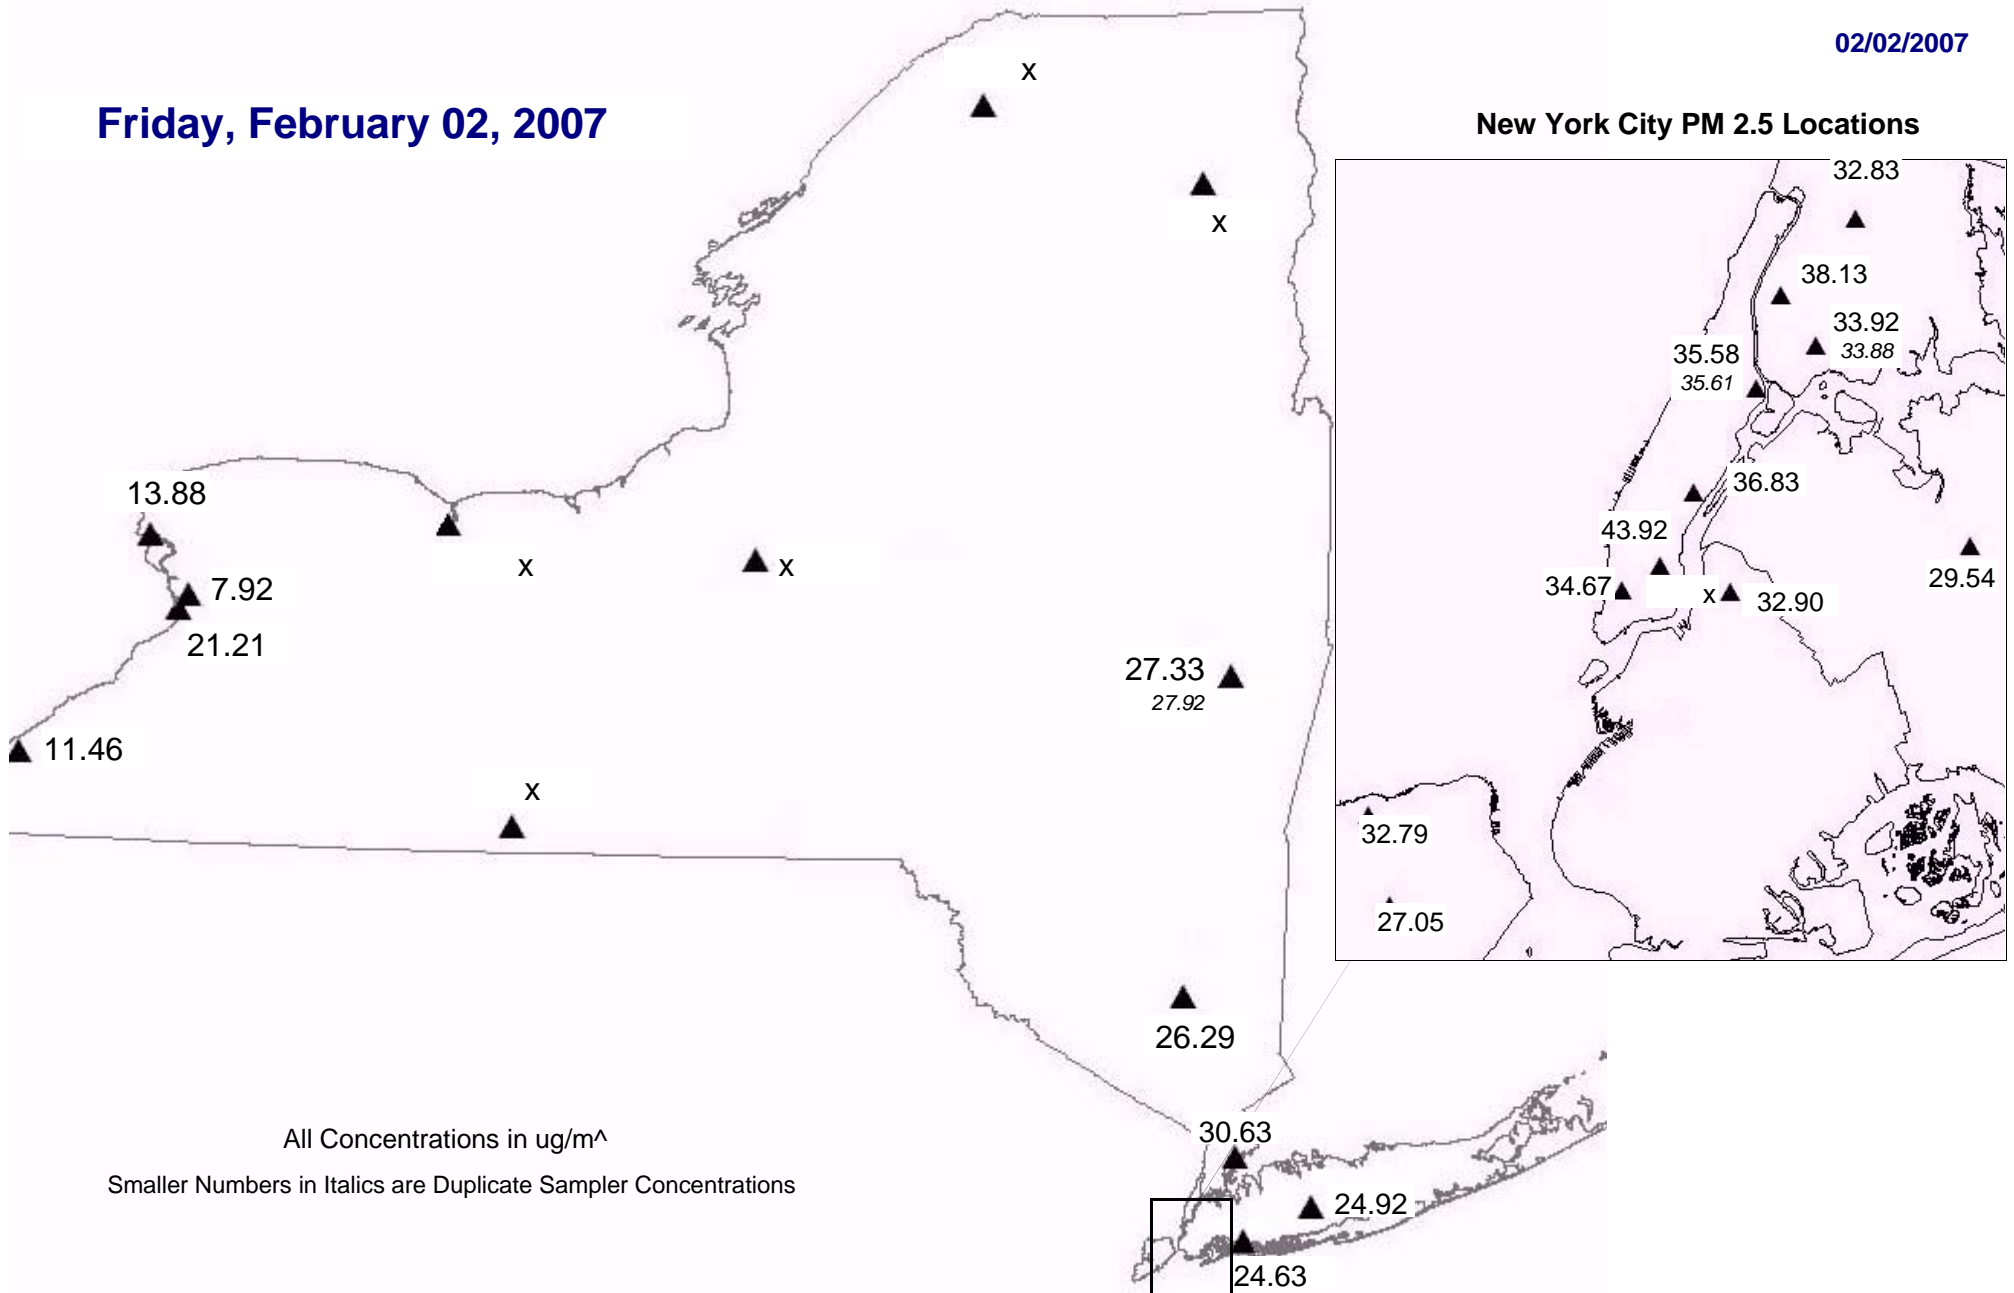 02/02/2007
Friday, February 02, 2007
New York City PM 2.5 Locations
x
x
13.88
x
x
7.92
21.21
27.33
27.92
11.46
x
26.29
30.63
24.92
24.63
32.83
38.13
33.92
33.88
35.58
35.61
36.83
43.92
34.67
x
32.90
29.54
32.79
27.05
All Concentrations in ug/m^
Smaller Numbers in Italics are Duplicate Sampler Concentrations